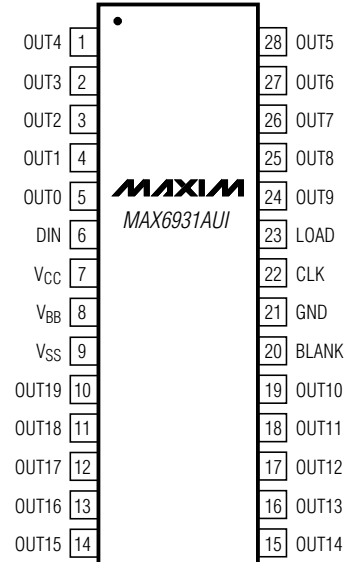 OUT4 1 28 OUT5
OUT3 2 27 OUT6
OUT2 3 26 OUT7
OUT1 4 25 OUT8
OUT0 5 MAXIM 24 OUT9
DIN 6 MAX6931AUI 23 LOAD
VCC 7 22 CLK
VBB 8 21 GND
VSS 9 20 BLANK
OUT19 10 19 OUT10
OUT18 11 18 OUT11
OUT17 12 17 OUT12
OUT16 13 16 OUT13
OUT15 14 15 OUT14